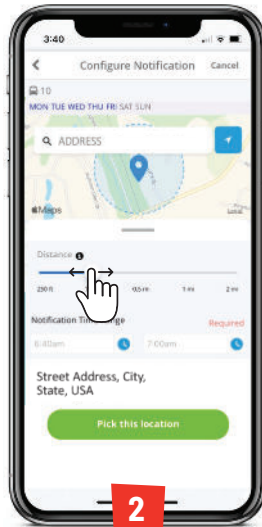 3:40
Configure Notification Cancel
10
MON TUE WED THU FRI SAT SUN
ADDRESS
Maps
Legal
Distance
250 ft 0.5 mi 1 mi 2 mi
Notification Time Range Required
6:40am 7:00am
Street Address, City,
State, USA
Pick this location
2